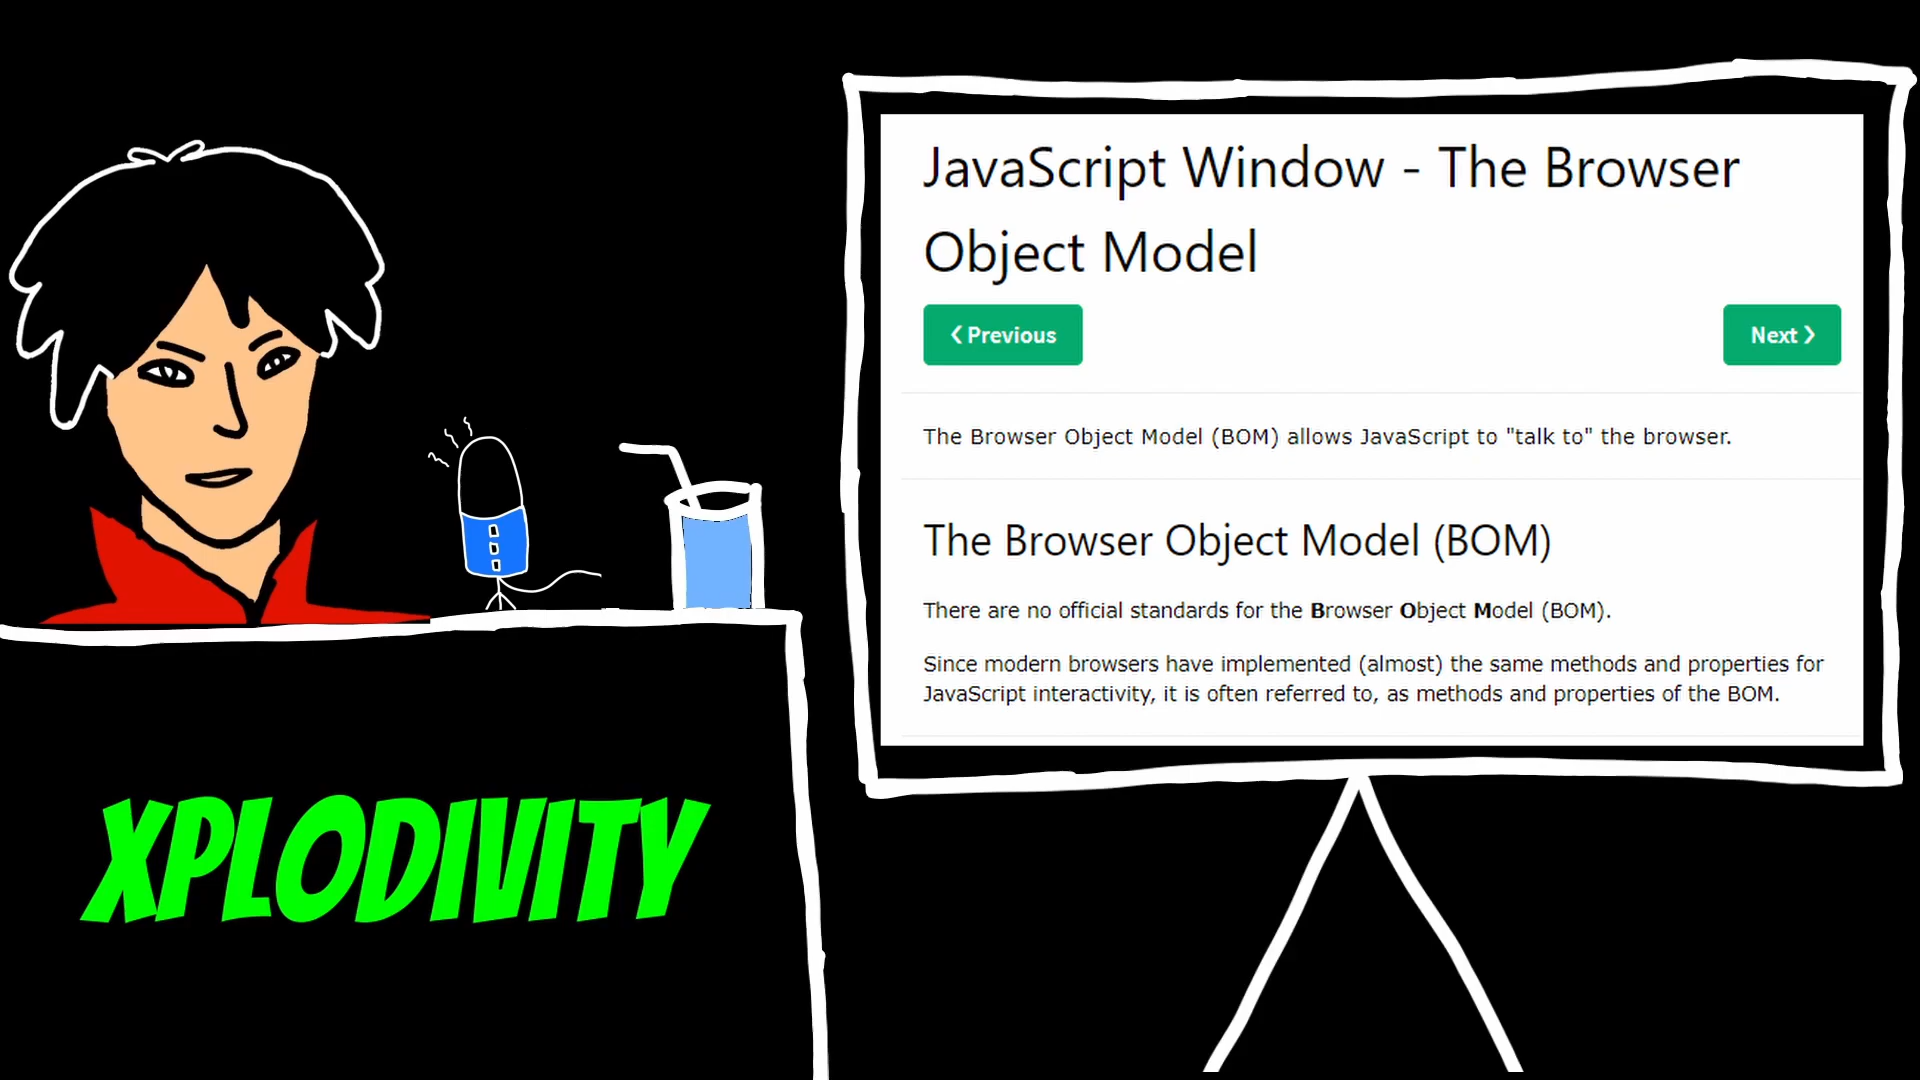 JavaScript Window - The Browser
Object Model
❮ Previous
Next ❯
The Browser Object Model (BOM) allows JavaScript to "talk to" the browser.
The Browser Object Model (BOM)
There are no official standards for the Browser Object Model (BOM).
Since modern browsers have implemented (almost) the same methods and properties for
JavaScript interactivity, it is often referred to, as methods and properties of the BOM.
XPLODIVITY